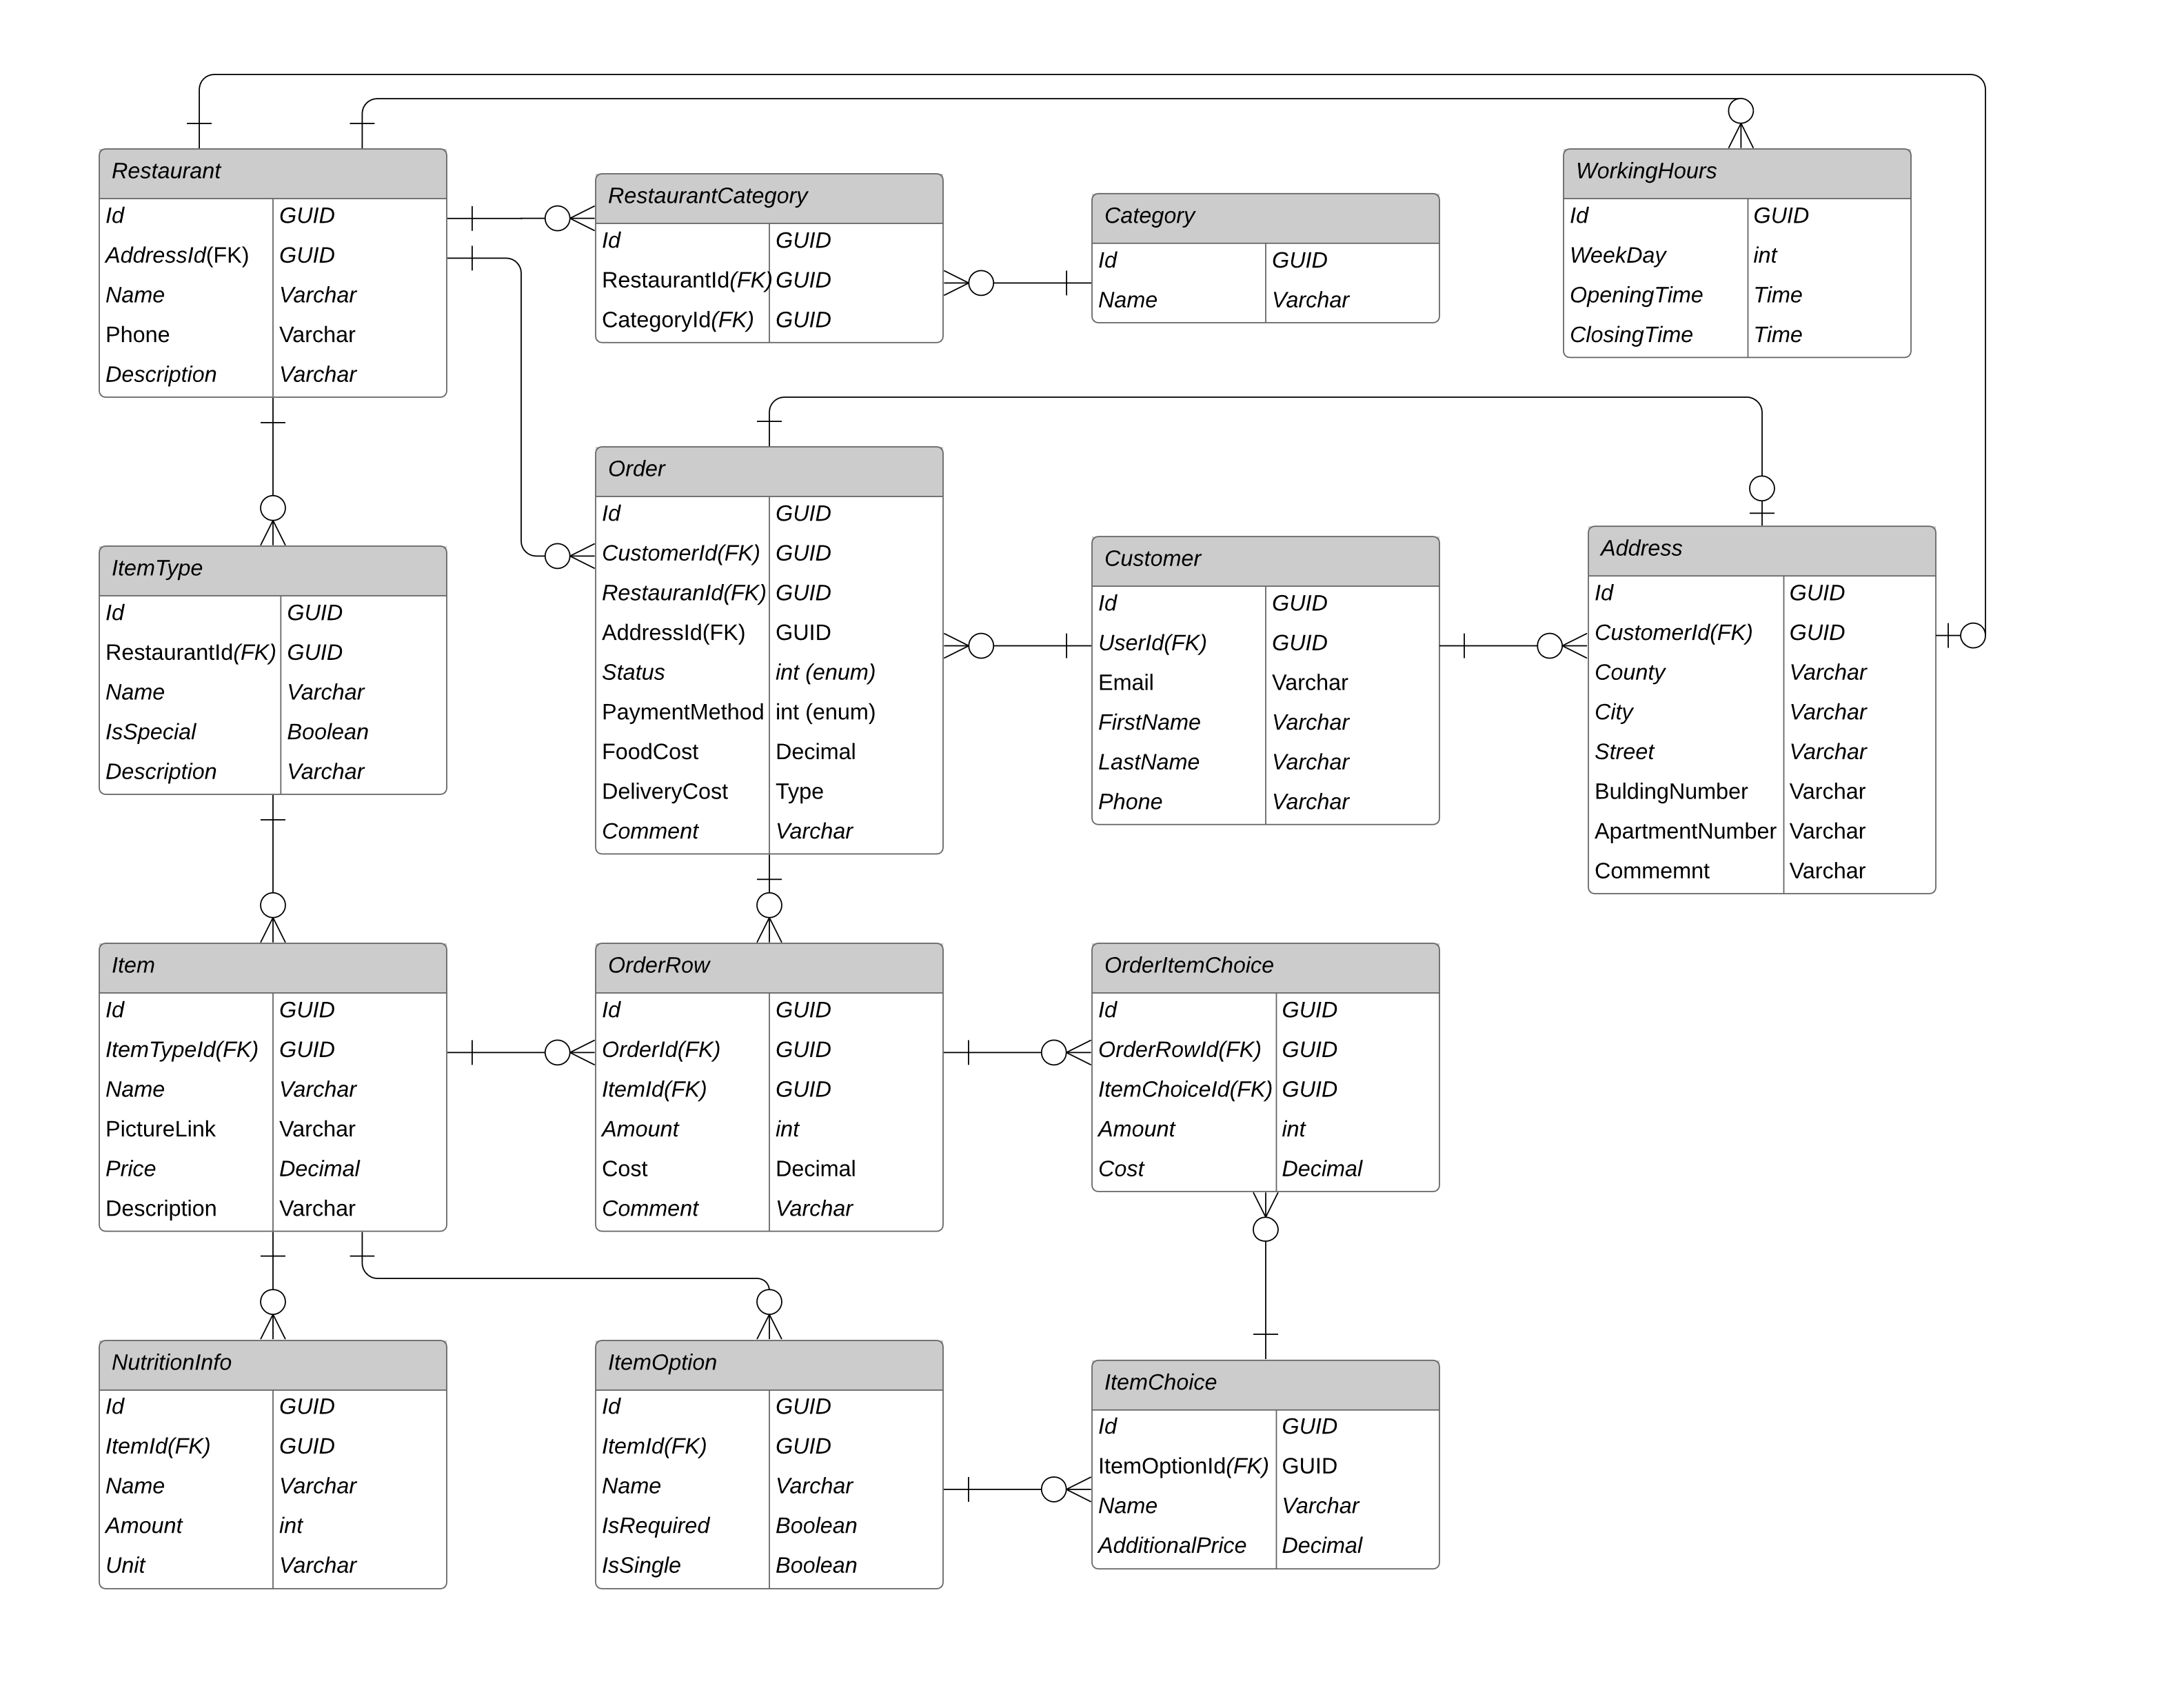 Restaurant
Id GUID
AddressId(FK) GUID
Name Varchar
Phone Varchar
Description Varchar
RestaurantCategory
Id GUID
RestaurantId(FK) GUID
CategoryId(FK) GUID
Category
Id GUID
Name Varchar
WorkingHours
Id GUID
WeekDay int
OpeningTime Time
ClosingTime Time
ItemType
Id GUID
RestaurantId(FK) GUID
Name Varchar
IsSpecial Boolean
Description Varchar
Order
Id GUID
CustomerId(FK) GUID
RestauranId(FK) GUID
AddressId(FK) GUID
Status int (enum)
PaymentMethod int (enum)
FoodCost Decimal
DeliveryCost Type
Comment Varchar
Customer
Id GUID
UserId(FK) GUID
Email Varchar
FirstName Varchar
LastName Varchar
Phone Varchar
Address
Id GUID
CustomerId(FK) GUID
County Varchar
City Varchar
Street Varchar
BuldingNumber Varchar
ApartmentNumber Varchar
Commemnt Varchar
Item
Id GUID
ItemTypeId(FK) GUID
Name Varchar
PictureLink Varchar
Price Decimal
Description Varchar
OrderRow
Id GUID
OrderId(FK) GUID
ItemId(FK) GUID
Amount int
Cost Decimal
Comment Varchar
OrderItemChoice
Id GUID
OrderRowId(FK) GUID
ItemChoiceId(FK) GUID
Amount int
Cost Decimal
NutritionInfo
Id GUID
ItemId(FK) GUID
Name Varchar
Amount int
Unit Varchar
ItemOption
Id GUID
ItemId(FK) GUID
Name Varchar
IsRequired Boolean
IsSingle Boolean
ItemChoice
Id GUID
ItemOptionId(FK) GUID
Name Varchar
AdditionalPrice Decimal